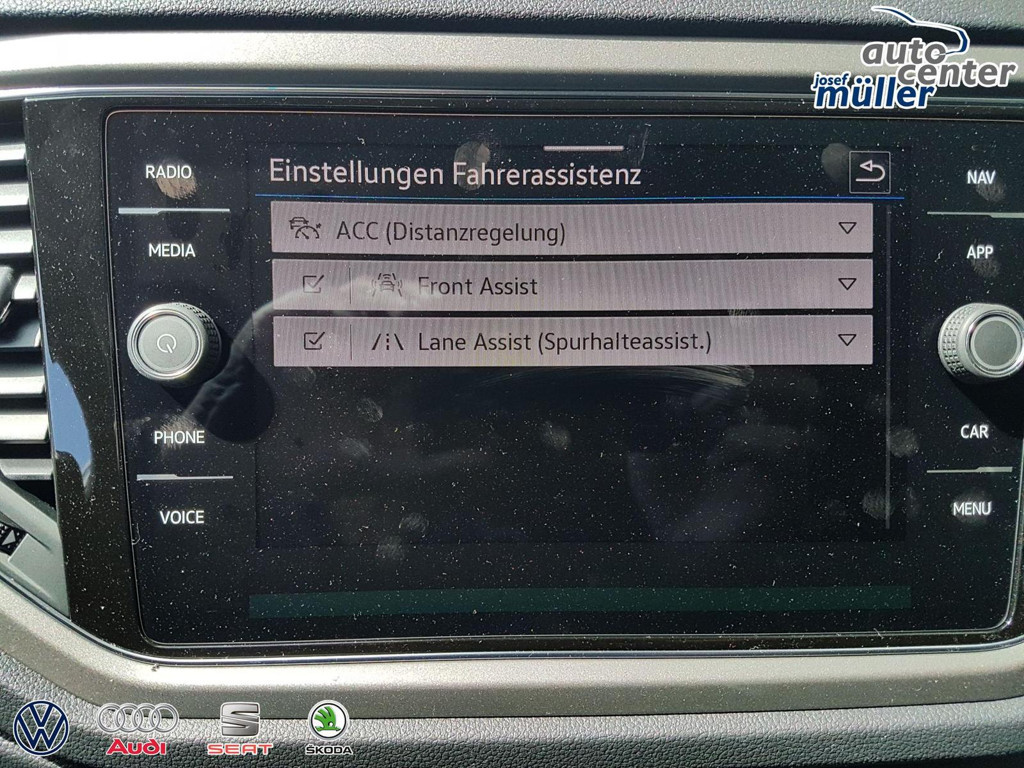 auto
center
josef
müller
RADIO
Einstellungen Fahrerassistenz
NAV
ACC (Distanzregelung)
MEDIA
APP
Front Assist
Lane Assist (Spurhalteassist.)
PHONE
CAR
VOICE
MENU
Audi
SEAT
ŠKODA